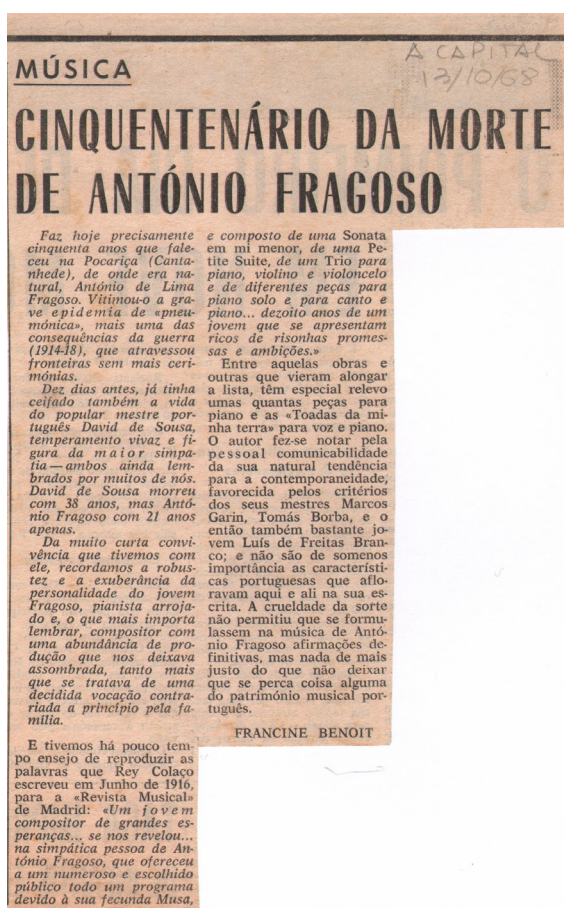 A CAPITAL
13/10/68
MÚSICA
CINQUENTENÁRIO DA MORTE
DE ANTÓNIO FRAGOSO
Faz hoje precisamente
cinquenta anos que fale-
ceu na Pocariça (Canta-
nhede), de onde era na-
tural, António de Lima
Fragoso. Vitimou-o a gra-
ve epidemia de «pneu-
mónica», mais uma das
consequências da guerra
(1914-18), que atravessou
fronteiras sem mais ceri-
mónias.
Dez dias antes, já tinha
ceifado também a vida
do popular mestre por-
tuguês David de Sousa,
temperamento vivaz e fi-
gura da maior simpa-
tia — ambos ainda lem-
brados por muitos de nós.
David de Sousa morreu
com 38 anos, mas Antó-
nio Fragoso com 21 anos
apenas.
Da muito curta convi-
vência que tivemos com
ele, recordamos a robus-
tez e a exuberância da
personalidade do jovem
Fragoso, pianista arroja-
do e, o que mais importa
lembrar, compositor com
uma abundância de pro-
dução que nos deixava
assombrada, tanto mais
que se tratava de uma
decidida vocação contra-
riada a princípio pela fa-
mília.
E tivemos há pouco tem-
po ensejo de reproduzir as
palavras que Rey Colaço
escreveu em Junho de 1916,
para a «Revista Musical»
de Madrid: «Um jovem
compositor de grandes es-
peranças... se nos revelou...
na simpática pessoa de An-
tónio Fragoso, que ofereceu
a um numeroso e escolhido
público todo um programa
devido à sua fecunda Musa,
e composto de uma Sonata
em mi menor, de uma Pe-
tite Suite, de um Trio para
piano, violino e violoncelo
e de diferentes peças para
piano solo e para canto e
piano... dezoito anos de um
jovem que se apresentam
ricos de risonhas promes-
sas e ambições.»
Entre aquelas obras e
outras que vieram alongar
a lista, têm especial relevo
umas quantas peças para
piano e as «Toadas da mi-
nha terra» para voz e piano.
O autor fez-se notar pela
pessoal comunicabilidade
da sua natural tendência
para a contemporaneidade,
favorecida pelos critérios
dos seus mestres Marcos
Garin, Tomás Borba, e o
então também bastante jo-
vem Luís de Freitas Bran-
co; e não são de somenos
importância as característi-
cas portuguesas que aflo-
ravam aqui e ali na sua es-
crita. A crueldade da sorte
não permitiu que se formu-
lassem na música de Antó-
nio Fragoso afirmações de-
finitivas, mas nada de mais
justo do que não deixar
que se perca coisa alguma
do património musical por-
tuguês.
FRANCINE BENOIT